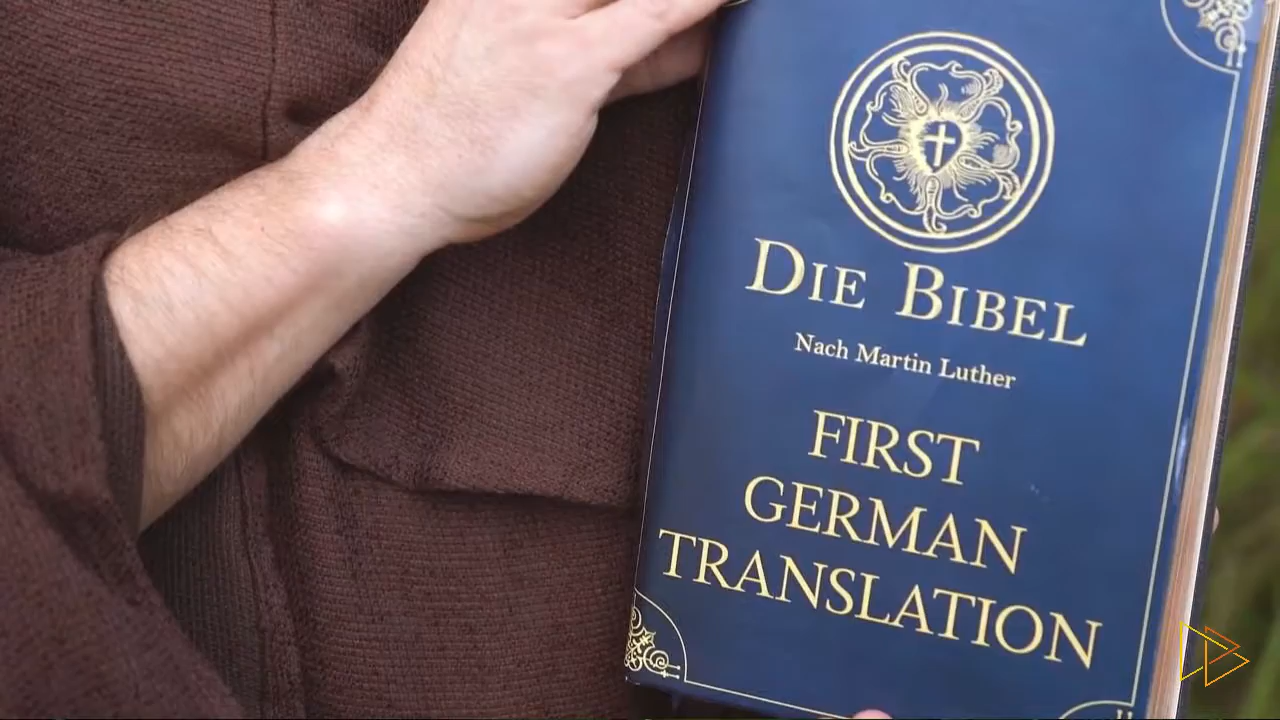 DIE BIBEL
Nach Martin Luther
FIRST
GERMAN
TRANSLATION